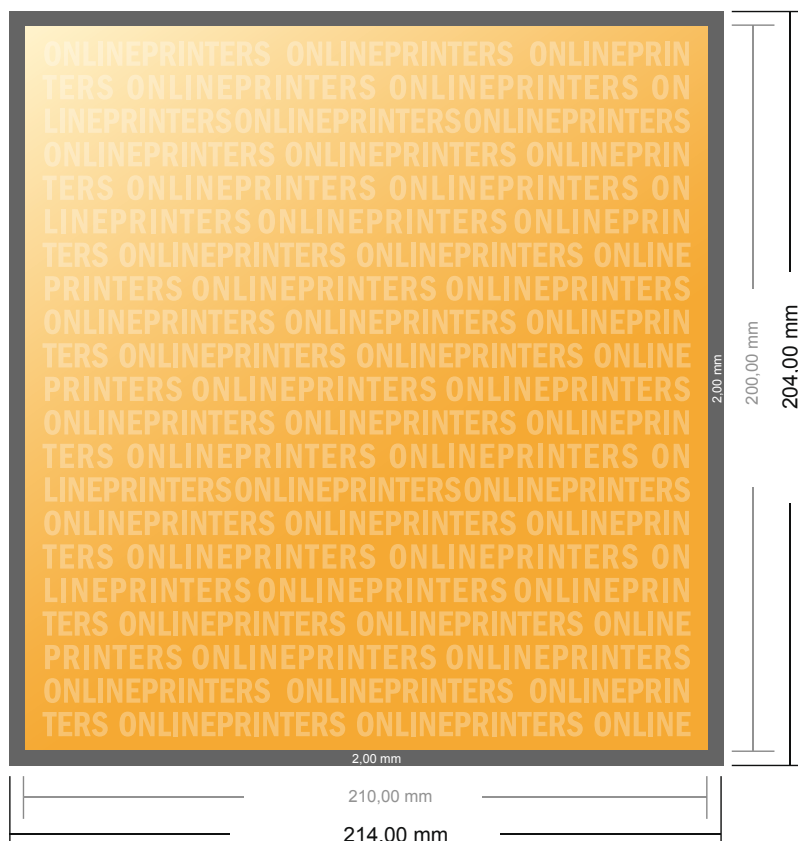 ONLINEPRINTERS ONLINEPRINTERS ONLINEPRIN
TERS ONLINEPRINTERS ONLINEPRINTERS ON
LINEPRINTERSONLINEPRINTERSONLINEPRINTERS
ONLINEPRINTERS ONLINEPRINTERS ONLINEPRIN
TERS ONLINEPRINTERS ONLINEPRINTERS ON
LINEPRINTERS ONLINEPRINTERS ONLINEPRIN
TERS ONLINEPRINTERS ONLINEPRINTERS ONLINE
PRINTERS ONLINEPRINTERS ONLINEPRINTERS
ONLINEPRINTERS ONLINEPRINTERS ONLINEPRIN
TERS ONLINEPRINTERS ONLINEPRINTERS ONLINE
PRINTERS ONLINEPRINTERS ONLINEPRINTERS
ONLINEPRINTERS ONLINEPRINTERS ONLINEPRIN
TERS ONLINEPRINTERS ONLINEPRINTERS ON
LINEPRINTERSONLINEPRINTERSONLINEPRINTERS
ONLINEPRINTERS ONLINEPRINTERS ONLINEPRIN
TERS ONLINEPRINTERS ONLINEPRINTERS ON
LINEPRINTERS ONLINEPRINTERS ONLINEPRIN
TERS ONLINEPRINTERS ONLINEPRINTERS ONLINE
PRINTERS ONLINEPRINTERS ONLINEPRINTERS
ONLINEPRINTERS ONLINEPRINTERS ONLINEPRIN
TERS ONLINEPRINTERS ONLINEPRINTERS ONLINE
2,00 mm
200,00 mm
204,00 mm
2,00 mm
210,00 mm
214,00 mm